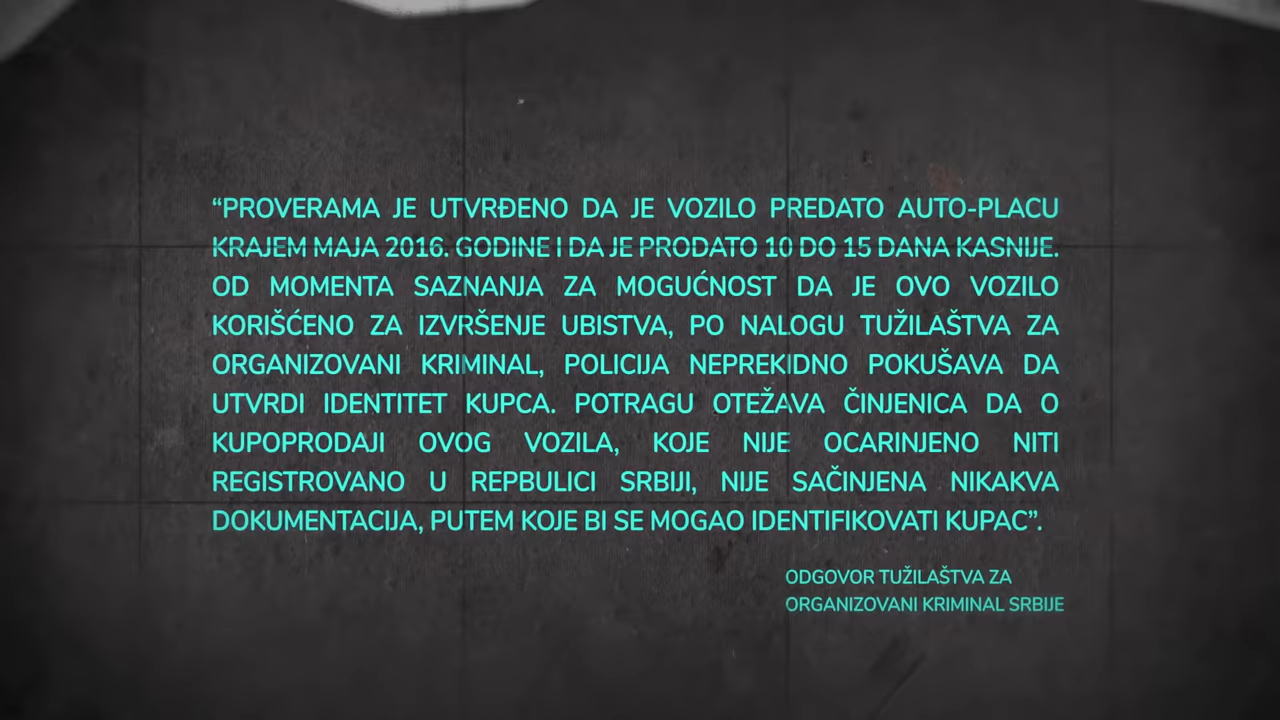 “PROVERAMA JE UTVRĐENO DA JE VOZILO PREDATO AUTO-PLACU
KRAJEM MAJA 2016. GODINE I DA JE PRODATO 10 DO 15 DANA KASNIJE.
OD MOMENTA SAZNANJA ZA MOGUĆNOST DA JE OVO VOZILO
KORIŠĆENO ZA IZVRŠENJE UBISTVA, PO NALOGU TUŽILAŠTVA ZA
ORGANIZOVANI KRIMINAL, POLICIJA NEPREKIDNO POKUŠAVA DA
UTVRDI IDENTITET KUPCA. POTRAGU OTEŽAVA ČINJENICA DA O
KUPOPRODAJI OVOG VOZILA, KOJE NIJE OCARINJENO NITI
REGISTROVANO U REPBULICI SRBIJI, NIJE SAČINJENA NIKAKVA
DOKUMENTACIJA, PUTEM KOJE BI SE MOGAO IDENTIFIKOVATI KUPAC”.
ODGOVOR TUŽILAŠTVA ZA
ORGANIZOVANI KRIMINAL SRBIJE